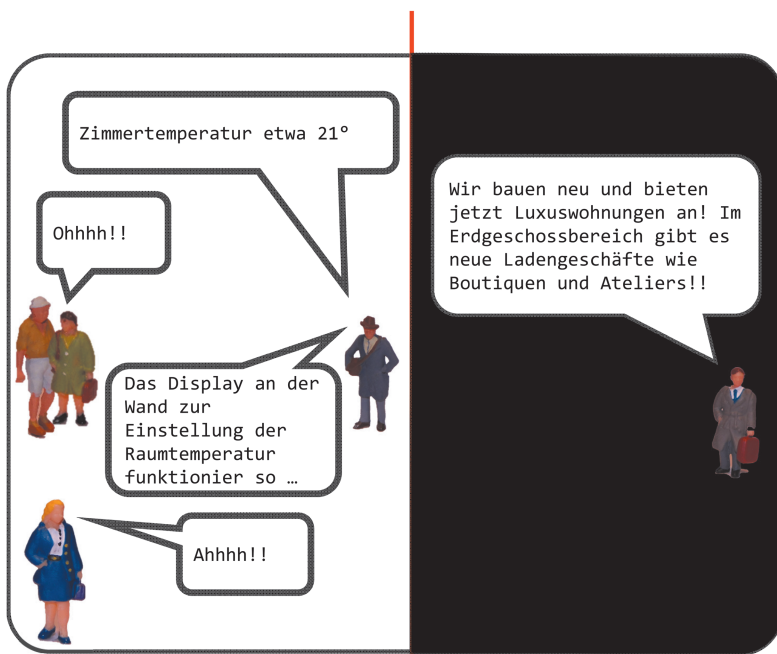 Zimmertemperatur etwa 21°
Ohhhh!!
Das Display an der
Wand zur
Einstellung der
Raumtemperatur
funktionier so …
Ahhhh!!
Wir bauen neu und bieten
jetzt Luxuswohnungen an! Im
Erdgeschossbereich gibt es
neue Ladengeschäfte wie
Boutiquen und Ateliers!!